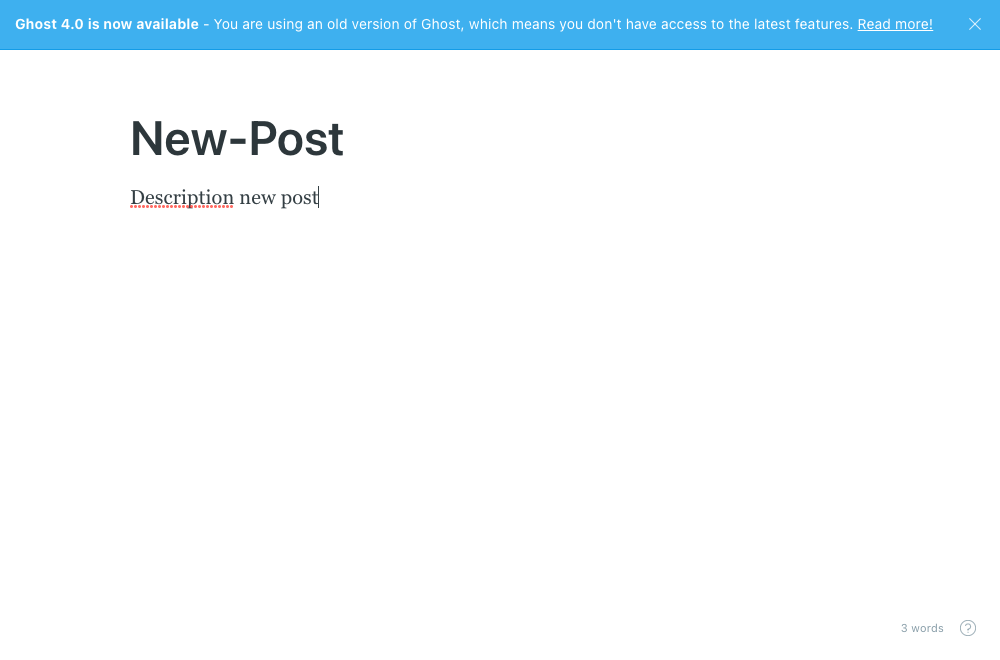 Ghost 4.0 is now available - You are using an old version of Ghost, which means you don't have access to the latest features. Read more!
New-Post
Description new post
3 words